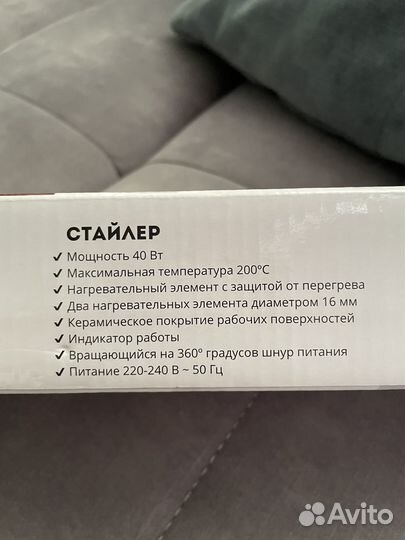 СТАЙЛЕР
✓ Мощность 40 Вт
✓ Максимальная температура 200°С
✓ Нагревательный элемент с защитой от перегрева
✓ Два нагревательных элемента диаметром 16 мм
✓ Керамическое покрытие рабочих поверхностей
✓ Индикатор работы
✓ Вращающийся на 360° градусов шнур питания
✓ Питание 220-240 В ~ 50 Гц
Avito